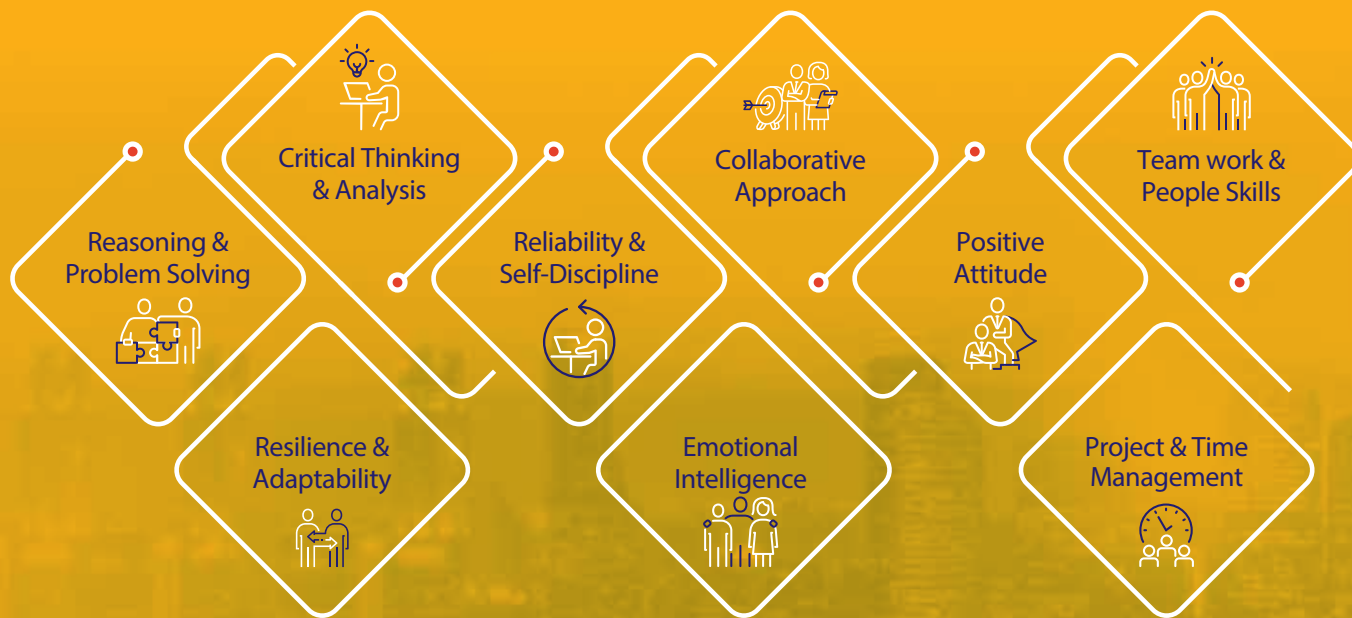 Critical Thinking
& Analysis
Collaborative
Approach
Team work &
People Skills
Reasoning &
Problem Solving
Reliability &
Self-Discipline
Positive
Attitude
Resilience &
Adaptability
Emotional
Intelligence
Project & Time
Management